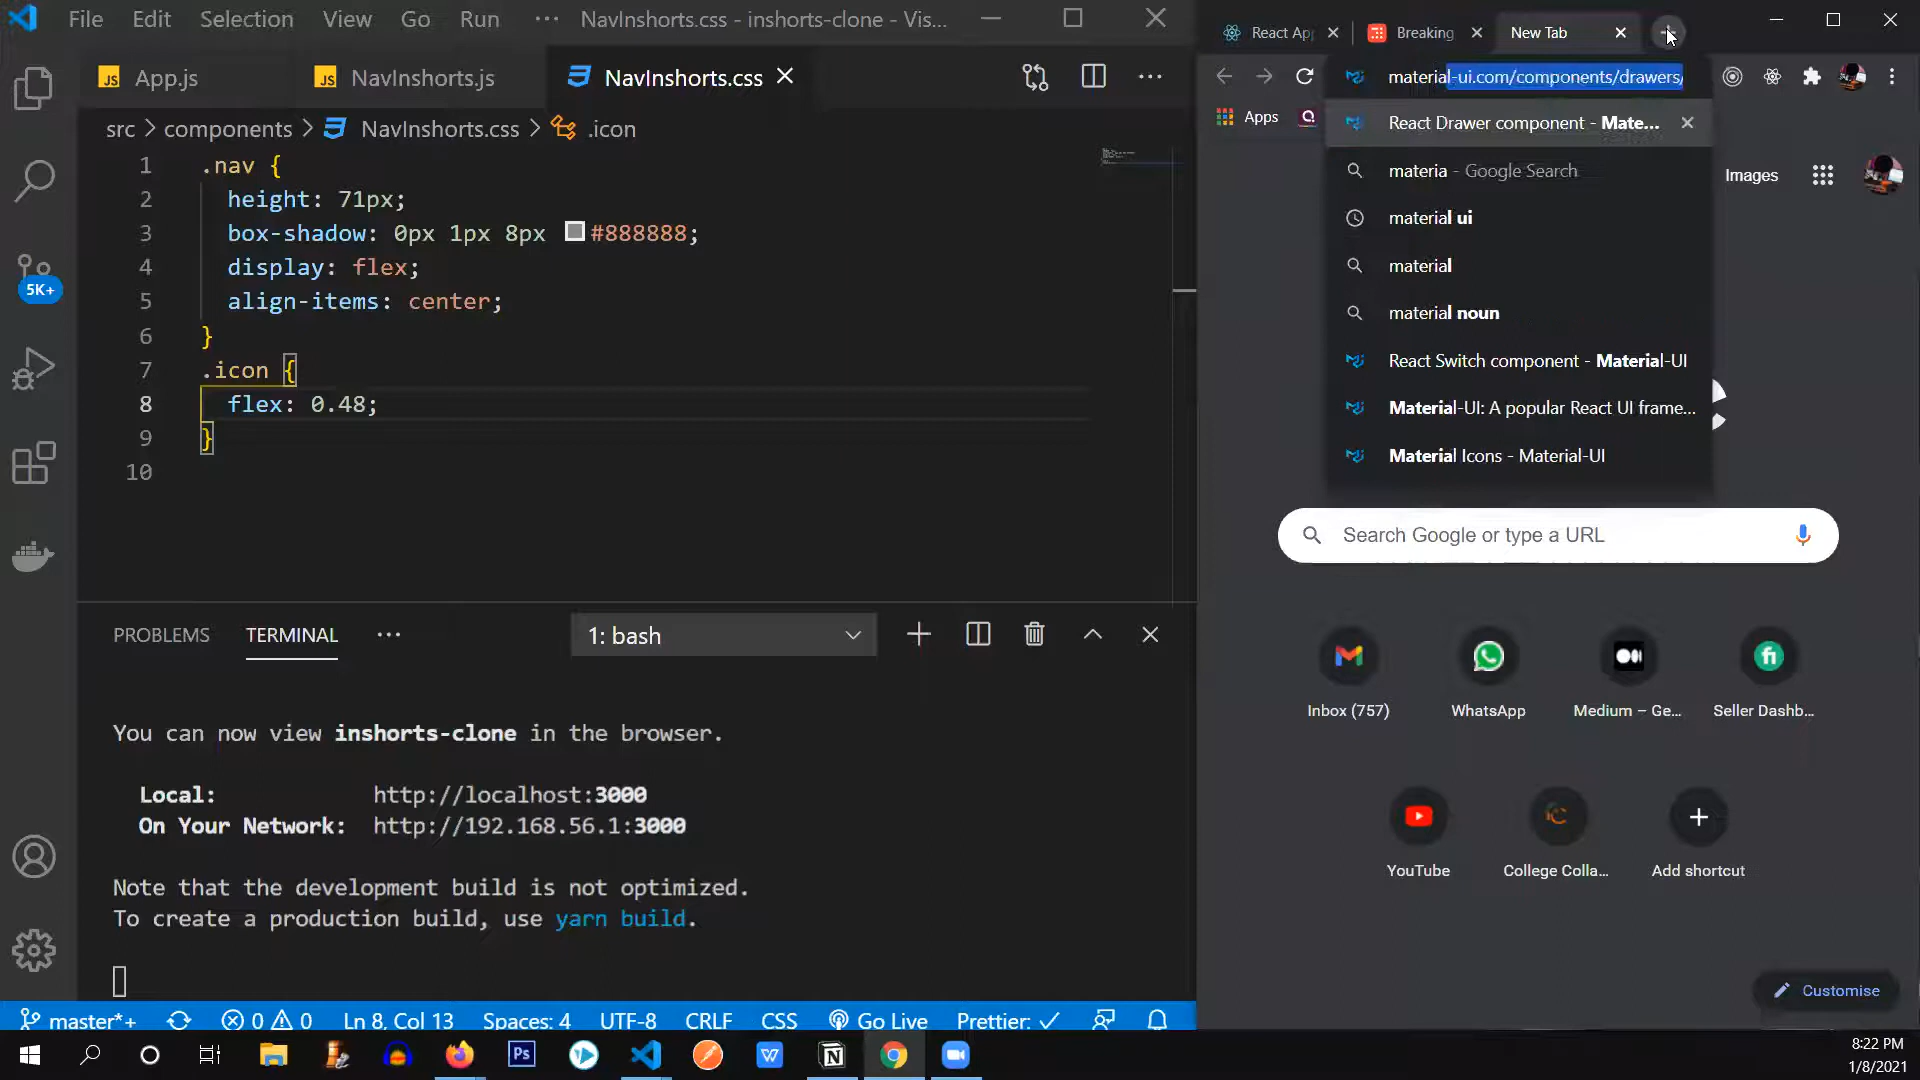 File Edit Selection View Go Run ··· NavInshorts.css - inshorts-clone - Vis...
JS App.js JS NavInshorts.js NavInshorts.css
src > components > NavInshorts.css > .icon
1 .nav {
2 height: 71px;
3 box-shadow: 0px 1px 8px #888888;
4 display: flex;
5 align-items: center;
6 }
7 .icon {
8 flex: 0.48;
9 }
10
5K+
PROBLEMS TERMINAL ··· 1: bash
You can now view inshorts-clone in the browser.
Local: http://localhost:3000
On Your Network: http://192.168.56.1:3000
Note that the development build is not optimized.
To create a production build, use yarn build.
master*+ 0 0 Ln 8, Col 13 Spaces: 4 UTF-8 CRLF CSS Go Live Prettier: ✓
React App Breaking New Tab
material-ui.com/components/drawers/
Apps
React Drawer component - Mate...
materia - Google Search
material ui
material
material noun
React Switch component - Material-UI
Material-UI: A popular React UI frame...
Material Icons - Material-UI
Images
Search Google or type a URL
Inbox (757) WhatsApp Medium – Ge... Seller Dashb...
YouTube College Colla... Add shortcut
Customise
Ps W N
8:22 PM
1/8/2021